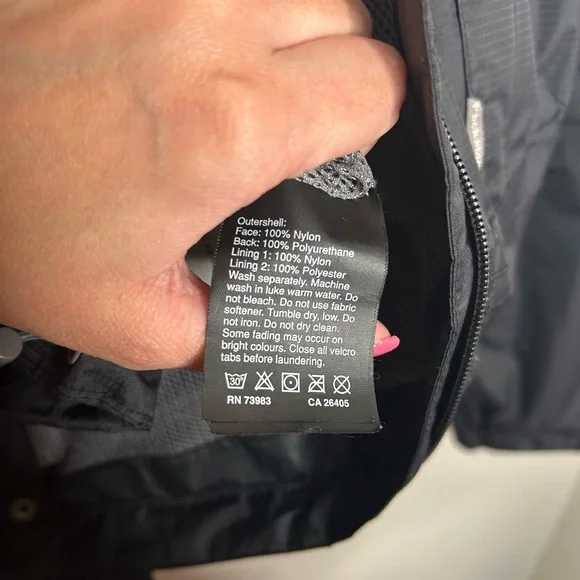 Outershell:
Face: 100% Nylon
Back: 100% Polyurethane
Lining 1: 100% Nylon
Lining 2: 100% Polyester
Wash separately. Machine
wash in luke warm water. Do
not bleach. Do not use fabric
softener. Tumble dry, low. Do
not iron. Do not dry clean.
Some fading may occur on
bright colours. Close all velcro
tabs before laundering.
30°
RN 73983 CA 26405